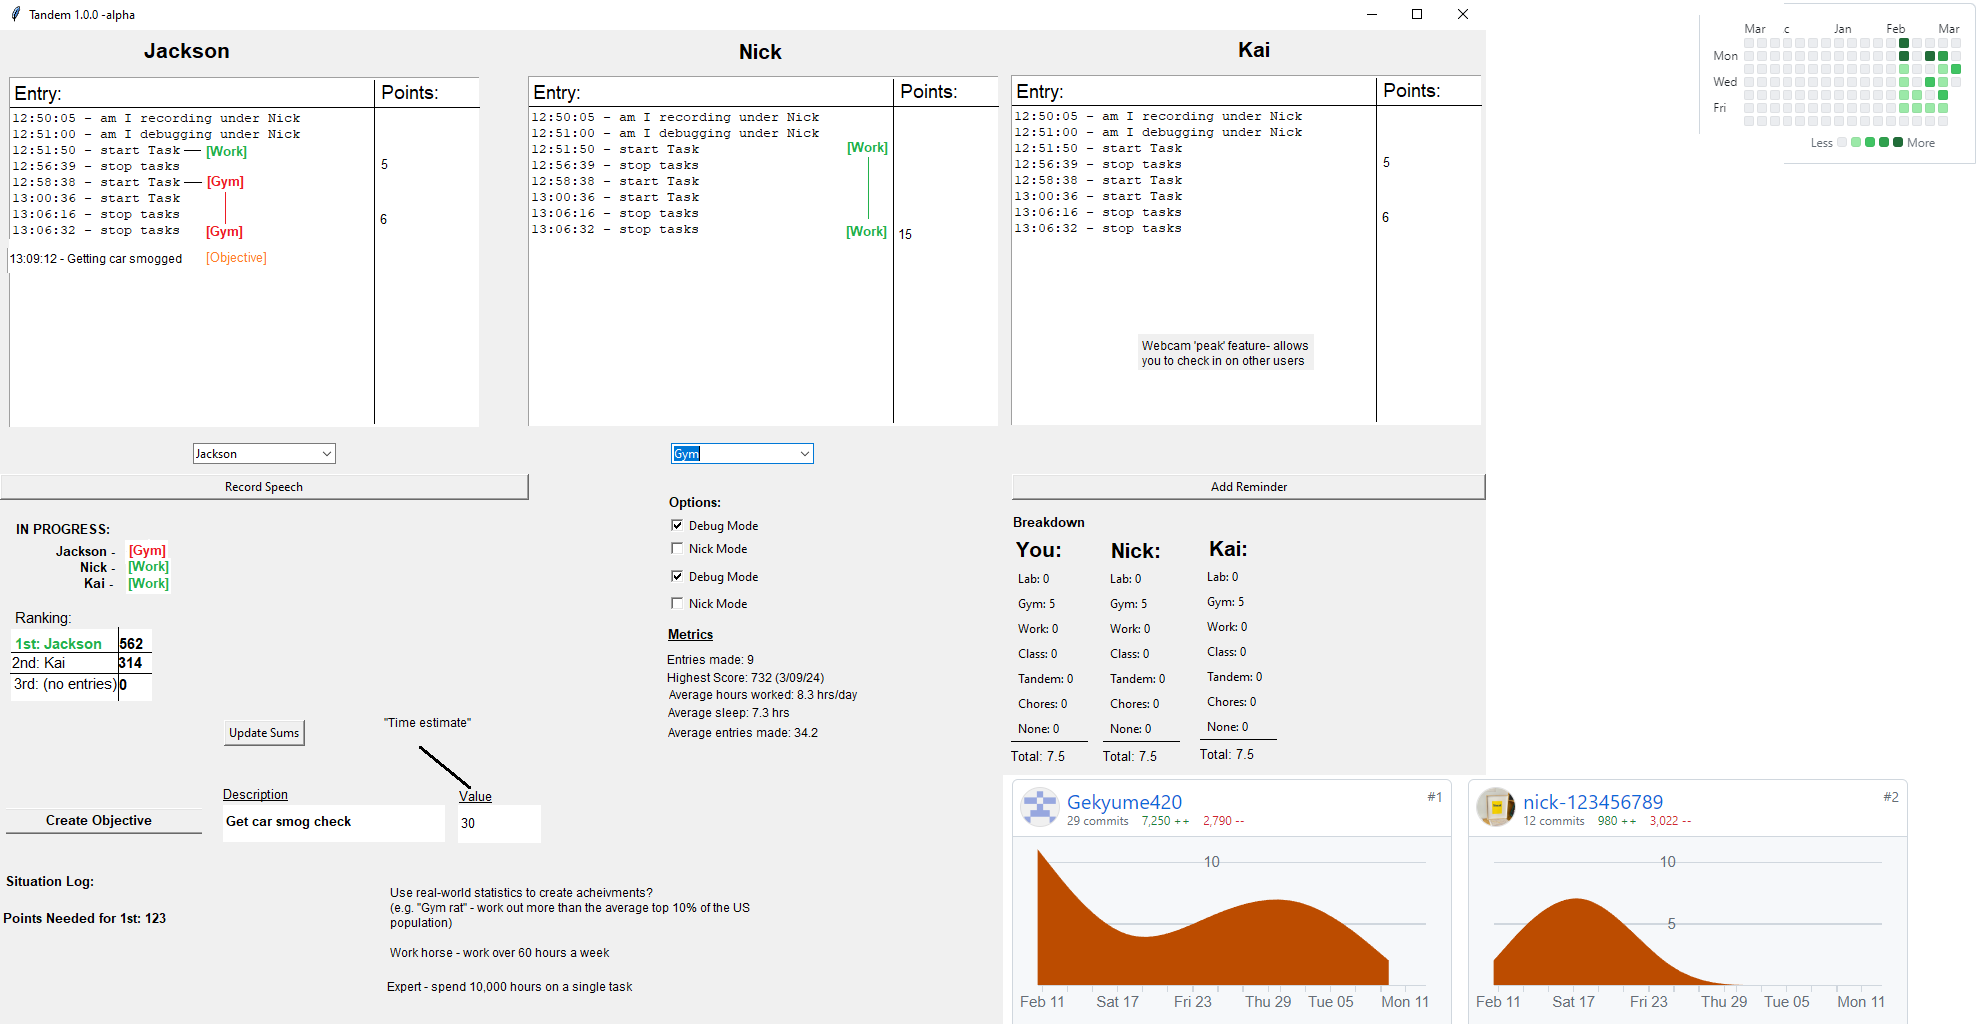 Tandem 1.0.0 -alpha
Jackson
Entry:
Points:
12:50:05 - am I recording under Nick
12:51:00 - am I debugging under Nick
12:51:50 - start Task
[Work]
12:56:39 - stop tasks
5
12:58:38 - start Task
[Gym]
13:00:36 - start Task
13:06:16 - stop tasks
6
13:06:32 - stop tasks
[Gym]
13:09:12 - Getting car smogged
[Objective]
Nick
Entry:
Points:
12:50:05 - am I recording under Nick
12:51:00 - am I debugging under Nick
12:51:50 - start Task
[Work]
12:56:39 - stop tasks
12:58:38 - start Task
13:00:36 - start Task
13:06:16 - stop tasks
13:06:32 - stop tasks
[Work]
15
Kai
Entry:
Points:
12:50:05 - am I recording under Nick
12:51:00 - am I debugging under Nick
12:51:50 - start Task
12:56:39 - stop tasks
5
12:58:38 - start Task
13:00:36 - start Task
13:06:16 - stop tasks
6
13:06:32 - stop tasks
Webcam 'peak' feature- allows
you to check in on other users
Mar
c
Jan
Feb
Mar
Mon
Wed
Fri
Less
More
Jackson
Gym
Record Speech
Add Reminder
IN PROGRESS:
Jackson - [Gym]
Nick - [Work]
Kai - [Work]
Ranking:
1st: Jackson 562
2nd: Kai 314
3rd: (no entries) 0
Update Sums
"Time estimate"
Description
Value
Create Objective
Get car smog check
30
Situation Log:
Points Needed for 1st: 123
Options:
Debug Mode
Nick Mode
Debug Mode
Nick Mode
Metrics
Entries made: 9
Highest Score: 732 (3/09/24)
Average hours worked: 8.3 hrs/day
Average sleep: 7.3 hrs
Average entries made: 34.2
Use real-world statistics to create acheivments?
(e.g. "Gym rat" - work out more than the average top 10% of the US
population)
Work horse - work over 60 hours a week
Expert - spend 10,000 hours on a single task
Breakdown
You:
Lab: 0
Gym: 5
Work: 0
Class: 0
Tandem: 0
Chores: 0
None: 0
Total: 7.5
Nick:
Lab: 0
Gym: 5
Work: 0
Class: 0
Tandem: 0
Chores: 0
None: 0
Total: 7.5
Kai:
Lab: 0
Gym: 5
Work: 0
Class: 0
Tandem: 0
Chores: 0
None: 0
Total: 7.5
Gekyume420
#1
29 commits 7,250 ++ 2,790 --
10
Feb 11 Sat 17 Fri 23 Thu 29 Tue 05 Mon 11
nick-123456789
#2
12 commits 980 ++ 3,022 --
10
5
Feb 11 Sat 17 Fri 23 Thu 29 Tue 05 Mon 11